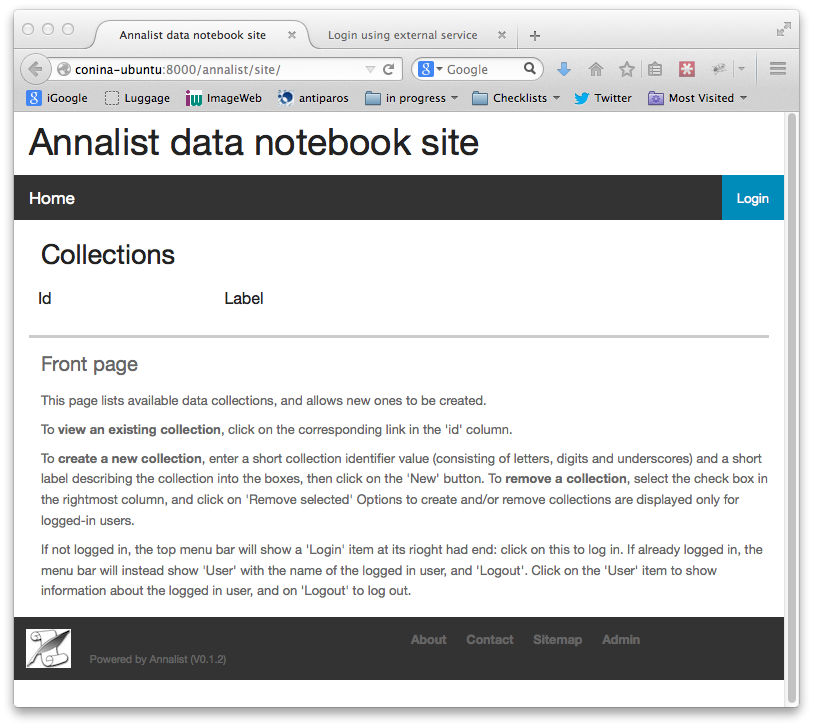 Annalist data notebook site
Login using external service
conina-ubuntu:8000/annalist/site/
Google
iGoogle
Luggage
ImageWeb
antiparos
in progress
Checklists
Twitter
Most Visited
Annalist data notebook site
Home
Login
Collections
Id
Label
Front page
This page lists available data collections, and allows new ones to be created.
To view an existing collection, click on the corresponding link in the 'id' column.
To create a new collection, enter a short collection identifier value (consisting of letters, digits and underscores) and a short
label describing the collection into the boxes, then click on the 'New' button. To remove a collection, select the check box in
the rightmost column, and click on 'Remove selected' Options to create and/or remove collections are displayed only for
logged-in users.
If not logged in, the top menu bar will show a 'Login' item at its rioght had end: click on this to log in. If already logged in, the
menu bar will instead show 'User' with the name of the logged in user, and 'Logout'. Click on the 'User' item to show
information about the logged in user, and on 'Logout' to log out.
About
Contact
Sitemap
Admin
Powered by Annalist (V0.1.2)